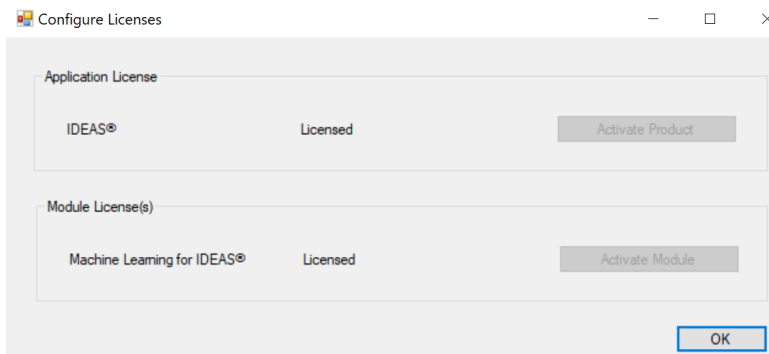 Configure Licenses
Application License
IDEAS® Licensed Activate Product
Module License(s)
Machine Learning for IDEAS® Licensed Activate Module
OK